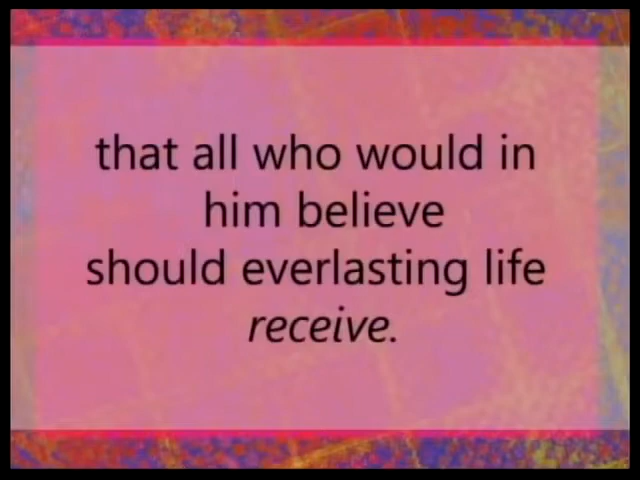 that all who would in
him believe
should everlasting life
receive.